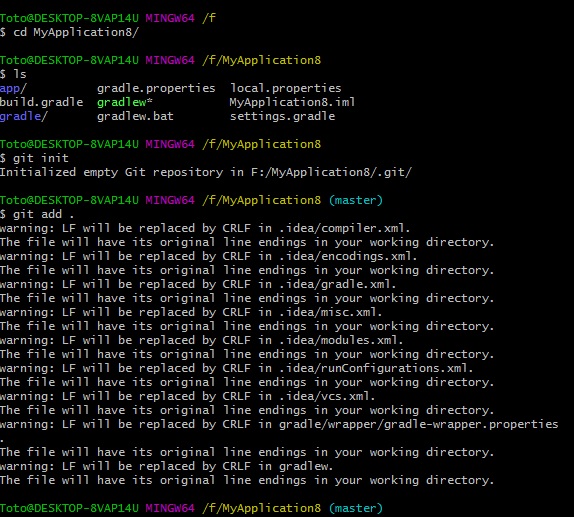 Toto@DESKTOP-8VAP14U MINGW64 /f
$ cd MyApplication8/
Toto@DESKTOP-8VAP14U MINGW64 /f/MyApplication8
$ ls
app/ gradle.properties local.properties
build.gradle gradlew* MyApplication8.iml
gradle/ gradlew.bat settings.gradle
Toto@DESKTOP-8VAP14U MINGW64 /f/MyApplication8
$ git init
Initialized empty Git repository in F:/MyApplication8/.git/
Toto@DESKTOP-8VAP14U MINGW64 /f/MyApplication8 (master)
$ git add .
warning: LF will be replaced by CRLF in .idea/compiler.xml.
The file will have its original line endings in your working directory.
warning: LF will be replaced by CRLF in .idea/encodings.xml.
The file will have its original line endings in your working directory.
warning: LF will be replaced by CRLF in .idea/gradle.xml.
The file will have its original line endings in your working directory.
warning: LF will be replaced by CRLF in .idea/misc.xml.
The file will have its original line endings in your working directory.
warning: LF will be replaced by CRLF in .idea/modules.xml.
The file will have its original line endings in your working directory.
warning: LF will be replaced by CRLF in .idea/runConfigurations.xml.
The file will have its original line endings in your working directory.
warning: LF will be replaced by CRLF in .idea/vcs.xml.
The file will have its original line endings in your working directory.
warning: LF will be replaced by CRLF in gradle/wrapper/gradle-wrapper.properties
.
The file will have its original line endings in your working directory.
warning: LF will be replaced by CRLF in gradlew.
The file will have its original line endings in your working directory.
Toto@DESKTOP-8VAP14U MINGW64 /f/MyApplication8 (master)